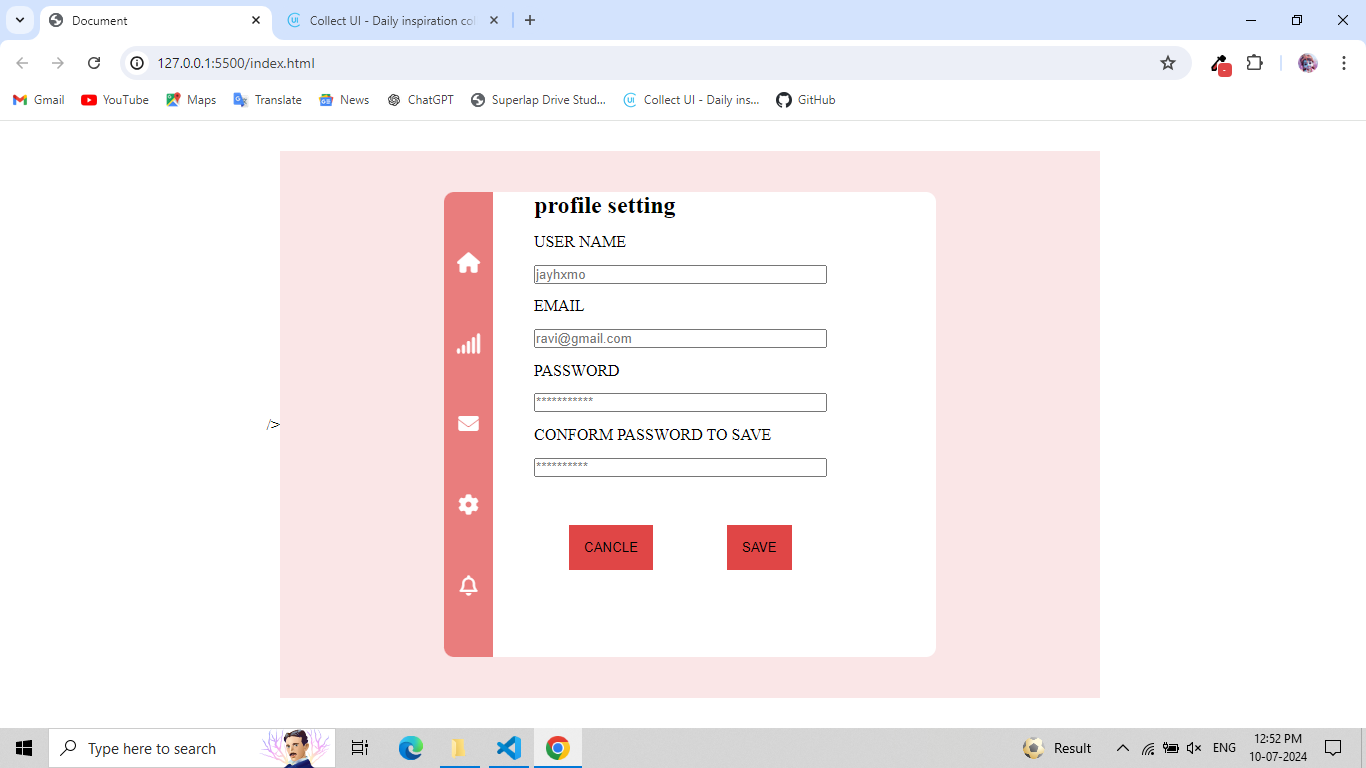 Document
Collect UI - Daily inspiration col
127.0.0.1:5500/index.html
Gmail
YouTube
Maps
Translate
News
ChatGPT
Superlap Drive Stud...
Collect UI - Daily ins...
GitHub
profile setting
USER NAME
jayhxmo
EMAIL
ravi@gmail.com
PASSWORD
***********
/>
CONFORM PASSWORD TO SAVE
**********
CANCLE
SAVE
Type here to search
Result
ENG
12:52 PM
10-07-2024